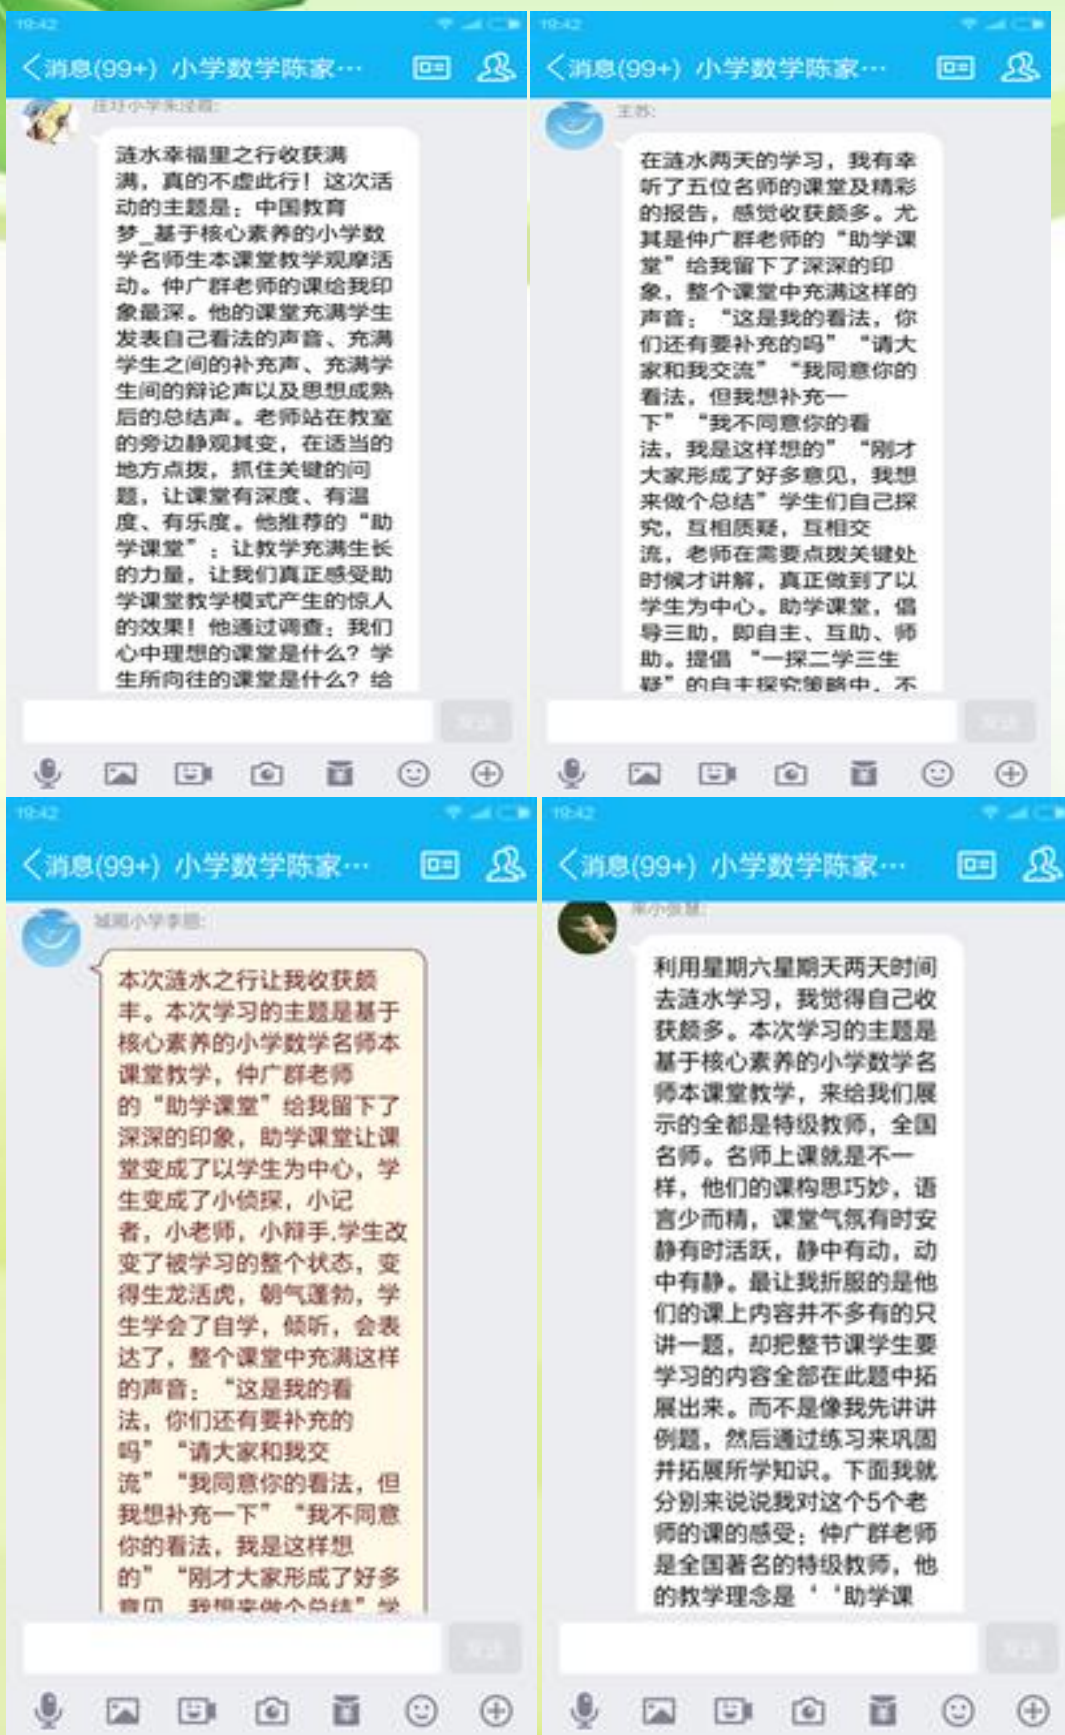 19:42
消息(99+) 小学数学陈家…
庄圩小学朱泾霞:
涟水幸福里之行收获满
满，真的不虚此行！这次活
动的主题是：中国教育
梦_基于核心素养的小学数
学名师生本课堂教学观摩活
动。仲广群老师的课给我印
象最深。他的课堂充满学生
发表自己看法的声音、充满
学生之间的补充声、充满学
生间的辩论声以及思想成熟
后的总结声。老师站在教室
的旁边静观其变，在适当的
地方点拨，抓住关键的问
题，让课堂有深度、有温
度、有乐度。他推荐的“助
学课堂”；让教学充满生长
的力量，让我们真正感受助
学课堂教学模式产生的惊人
的效果！他通过调查：我们
心中理想的课堂是什么？学
生所向往的课堂是什么？给
发送
19:42
消息(99+) 小学数学陈家…
王苏:
在涟水两天的学习，我有幸
听了五位名师的课堂及精彩
的报告，感觉收获颇多。尤
其是仲广群老师的“助学课
堂”给我留下了深深的印
象，整个课堂中充满这样的
声音：“这是我的看法，你
们还有要补充的吗”“请大
家和我交流”“我同意你的
看法，但我想补充一
下”“我不同意你的看
法，我是这样想的”“刚才
大家形成了好多意见，我想
来做个总结”学生们自己探
究，互相质疑，互相交
流，老师在需要点拨关键处
时候才讲解，真正做到了以
学生为中心。助学课堂，倡
导三助，即自主、互助、师
助。提倡 “一探二学三生
疑”的自主探究策略中，不
发送
19:42
消息(99+) 小学数学陈家…
本次涟水之行让我收获颇
丰。本次学习的主题是基于
核心素养的小学数学名师本
课堂教学，仲广群老师
的“助学课堂”给我留下了
深深的印象，助学课堂让课
堂变成了以学生为中心，学
生变成了小侦探，小记
者，小老师，小辩手.学生改
变了被学习的整个状态，变
得生龙活虎，朝气蓬勃，学
生学会了自学，倾听，会表
达了，整个课堂中充满这样
的声音：“这是我的看
法，你们还有要补充的
吗”“请大家和我交
流”“我同意你的看法，但
我想补充一下”“我不同意
你的看法，我是这样想
的”“刚才大家形成了好多
意见，我想来做个总结”学
发送
19:42
消息(99+) 小学数学陈家…
利用星期六星期天两天时间
去涟水学习，我觉得自己收
获颇多。本次学习的主题是
基于核心素养的小学数学名
师本课堂教学，来给我们展
示的全都是特级教师，全国
名师。名师上课就是不一
样，他们的课构思巧妙，语
言少而精，课堂气氛有时安
静有时活跃，静中有动，动
中有静。最让我折服的是他
们的课上内容并不多有的只
讲一题，却把整节课学生要
学习的内容全部在此题中拓
展出来。而不是像我先讲讲
例题，然后通过练习来巩固
并拓展所学知识。下面我就
分别来说说我对这个5个老
师的课的感受；仲广群老师
是全国著名的特级教师，他
的教学理念是‘‘助学课
发送